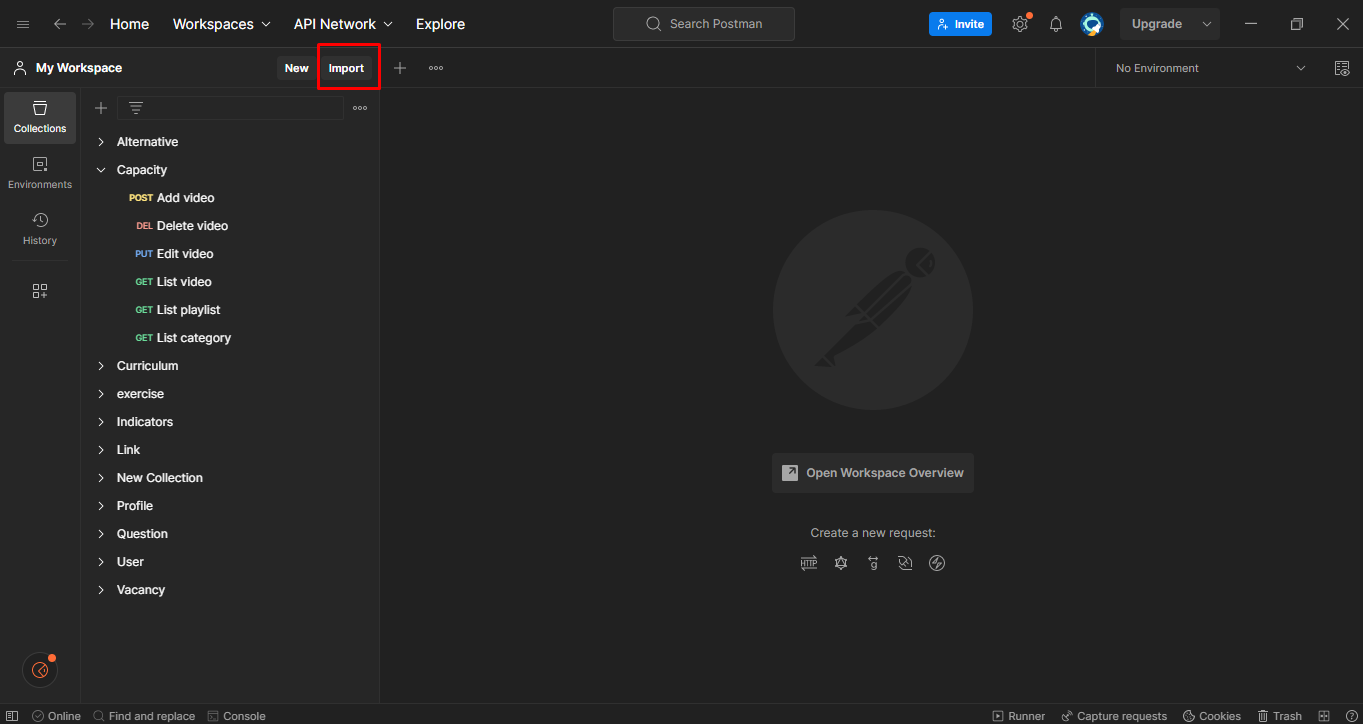 Home Workspaces API Network Explore Search Postman Invite Upgrade
My Workspace New Import No Environment
Collections
Environments
History
Alternative
Capacity
POST Add video
DEL Delete video
PUT Edit video
GET List video
GET List playlist
GET List category
Curriculum
exercise
Indicators
Link
New Collection
Profile
Question
User
Vacancy
Open Workspace Overview
Create a new request:
HTTP g
Online Find and replace Console Runner Capture requests Cookies Trash